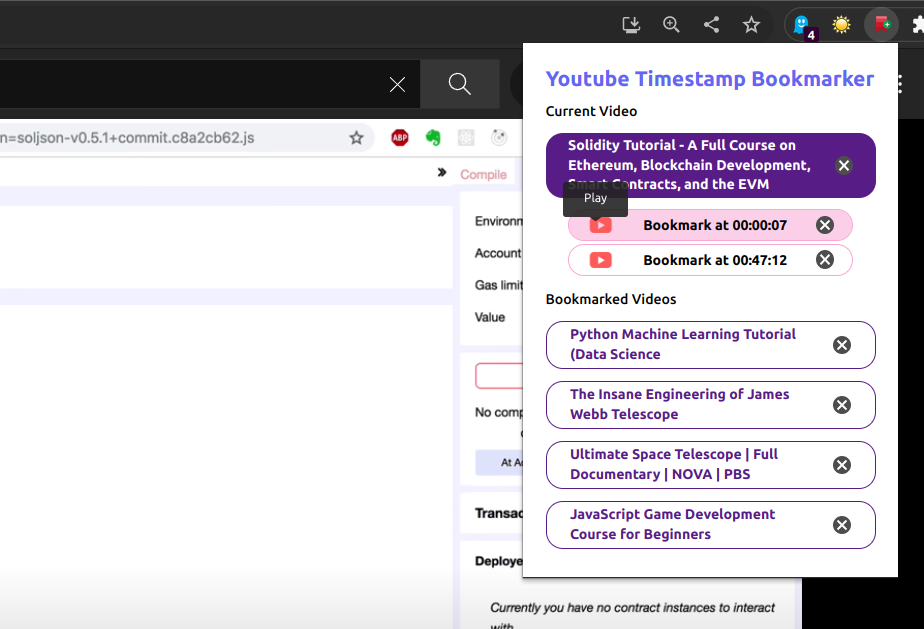 4
Youtube Timestamp Bookmarker
Current Video
Solidity Tutorial - A Full Course on
Ethereum, Blockchain Development,
Smart Contracts, and the EVM
Play
Bookmark at 00:00:07
Bookmark at 00:47:12
Bookmarked Videos
Python Machine Learning Tutorial
(Data Science
The Insane Engineering of James
Webb Telescope
Ultimate Space Telescope | Full
Documentary | NOVA | PBS
JavaScript Game Development
Course for Beginners
n=soljson-v0.5.1+commit.c8a2cb62.js
ABP
» Compile
Environm
Account
Gas limit
Value
No comp
At Ad
Transac
Deploye
Currently you have no contract instances to interact
with